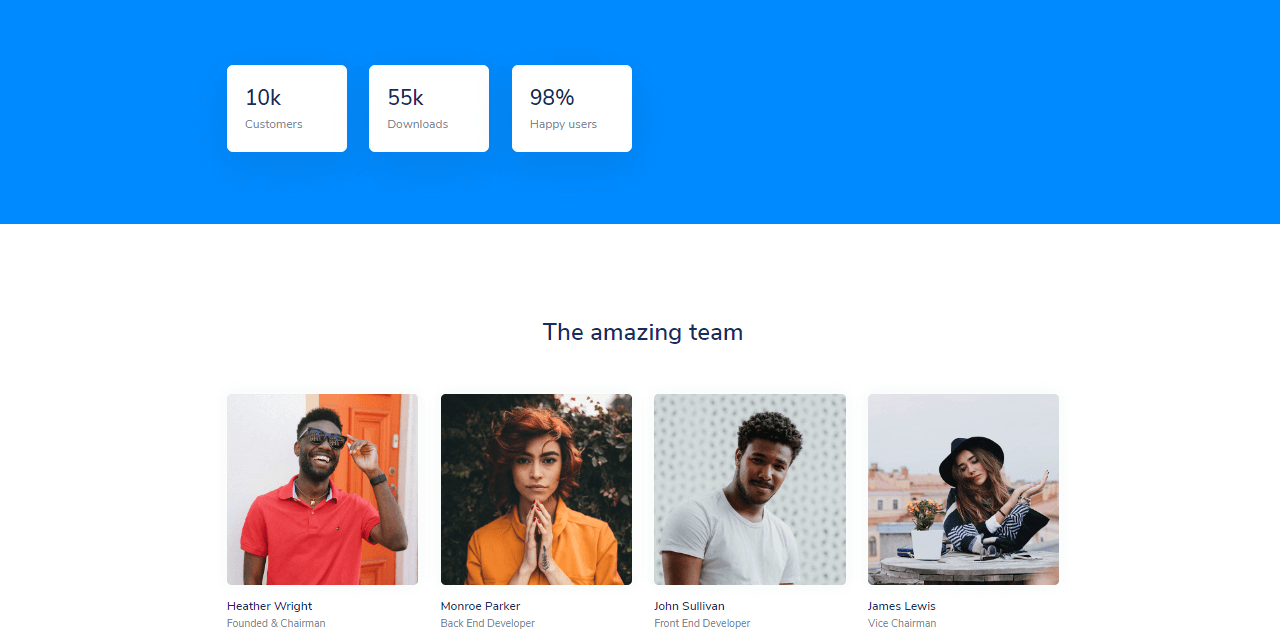 10k
Customers
55k
Downloads
98%
Happy users
The amazing team
Heather Wright
Founded & Chairman
Monroe Parker
Back End Developer
John Sullivan
Front End Developer
James Lewis
Vice Chairman